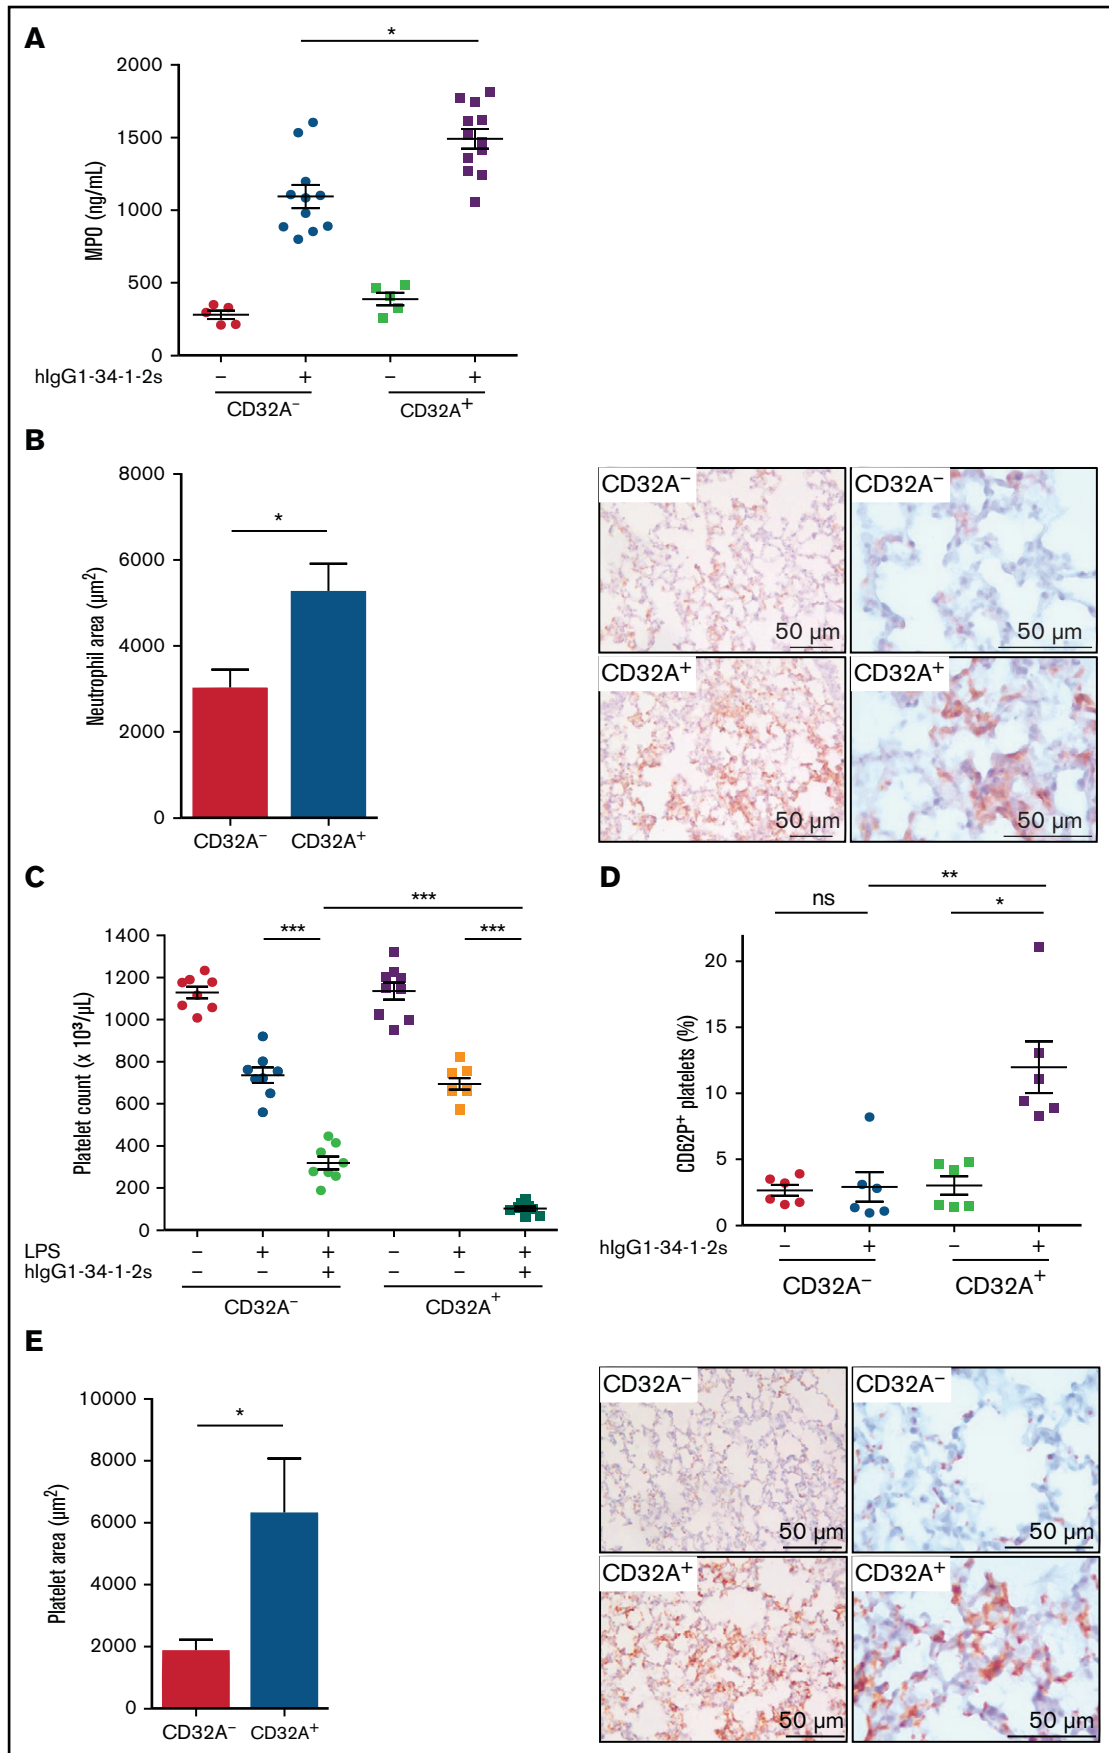 A
*
2000
1500
1000
500
0
MPO (ng/mL)
hIgG1-34-1-2s
− + − +
CD32A⁻ CD32A⁺
B
8000
6000
4000
2000
0
Neutrophil area (µm²)
*
CD32A⁻ CD32A⁺
CD32A⁻ CD32A⁻
50 µm 50 µm
CD32A⁺ CD32A⁺
50 µm 50 µm
C
***
*** ***
1400
1200
1000
800
600
400
200
0
Platelet count (x 10³/µL)
LPS − + + − + +
hIgG1-34-1-2s − − + − − +
CD32A⁻ CD32A⁺
D
**
ns *
20
15
10
5
0
CD62P⁺ platelets (%)
hIgG1-34-1-2s − + − +
CD32A⁻ CD32A⁺
E
10000
8000
6000
4000
2000
0
Platelet area (µm²)
*
CD32A⁻ CD32A⁺
CD32A⁻ CD32A⁻
50 µm 50 µm
CD32A⁺ CD32A⁺
50 µm 50 µm